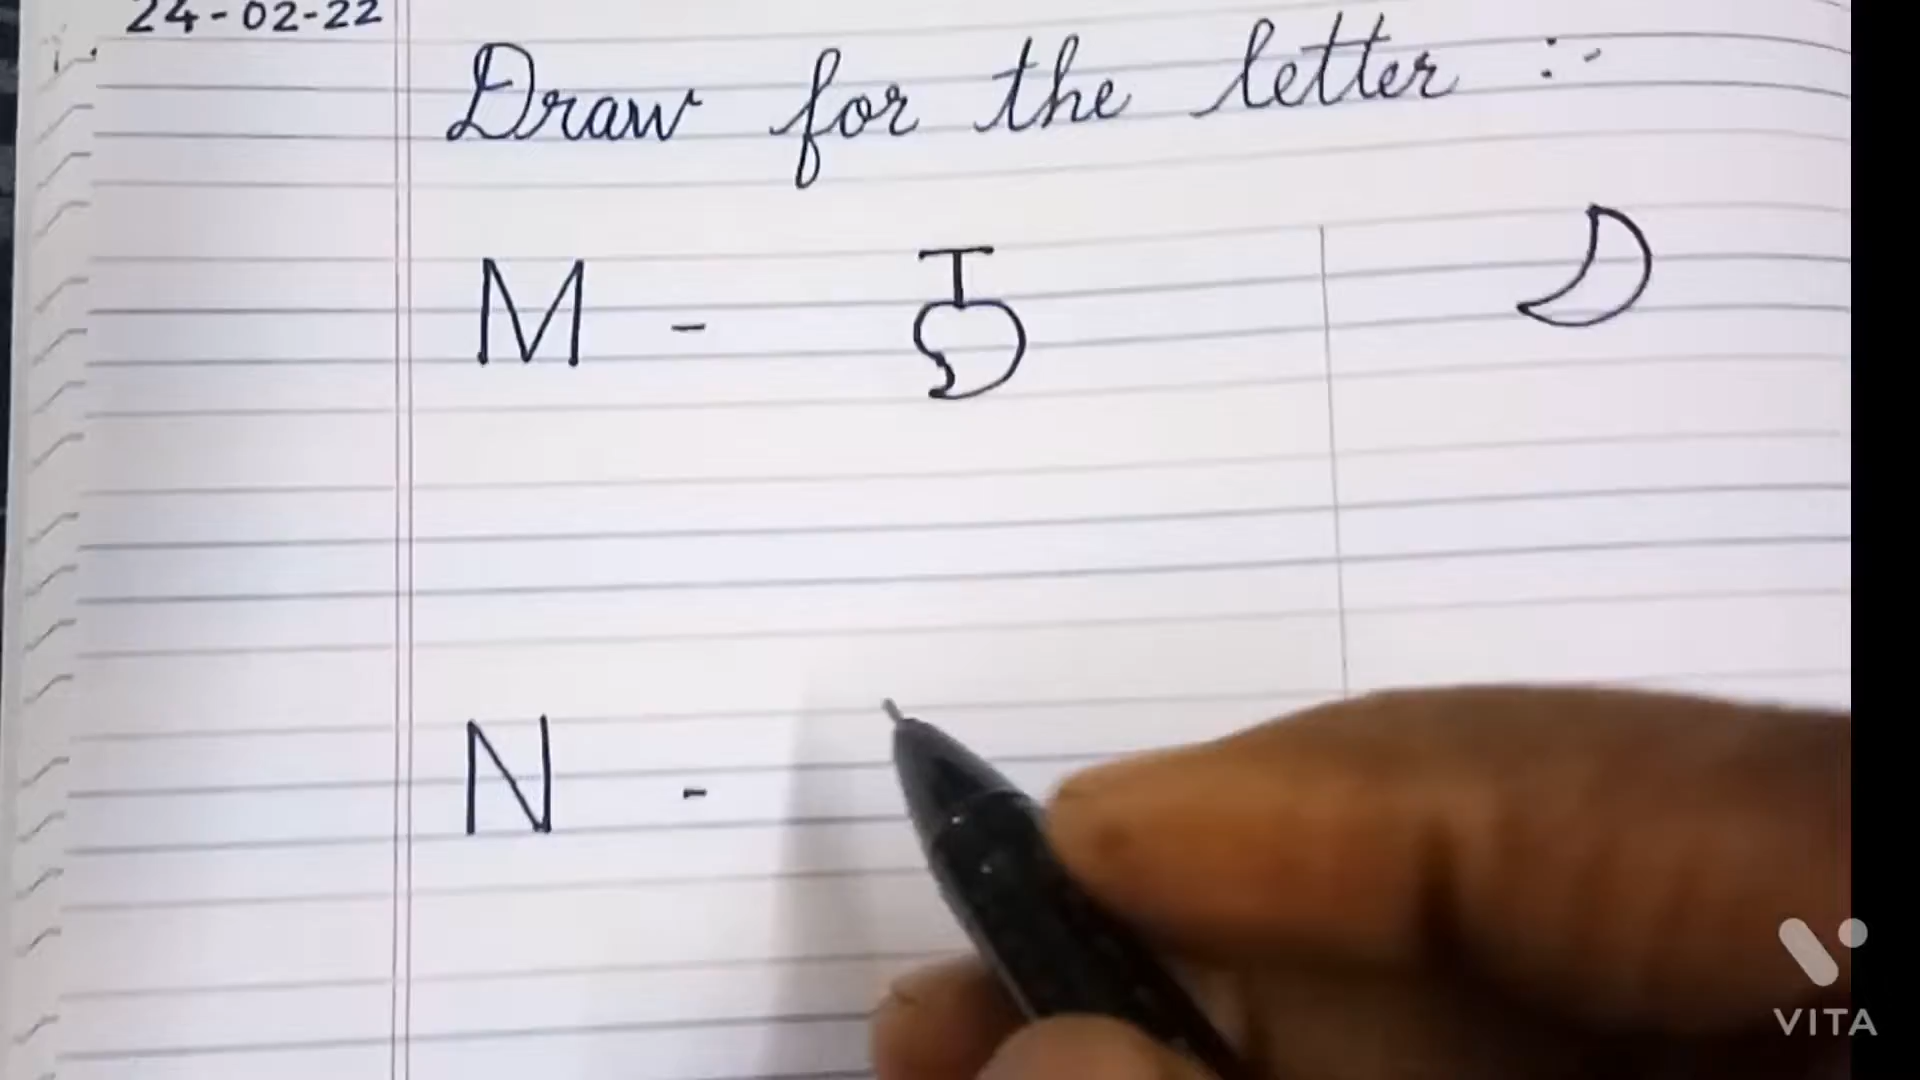 24-02-22
Draw for the letter :-
M -
N -
VITA